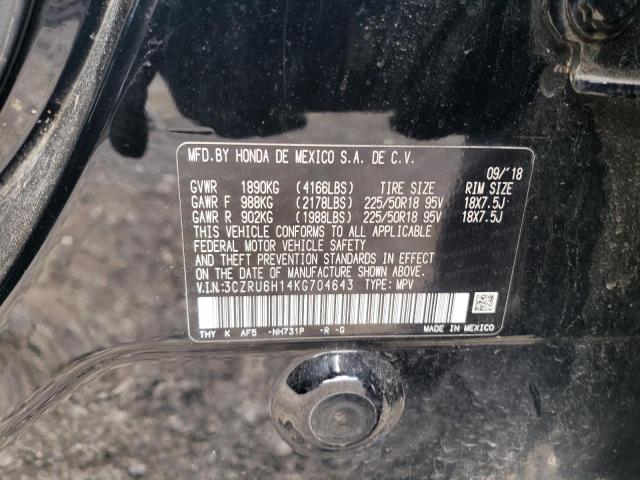 MFD.BY HONDA DE MEXICO S.A. DE C.V.
09/'18
GVWR 1890KG (4166LBS) TIRE SIZE RIM SIZE
GAWR F 988KG (2178LBS) 225/50R18 95V 18X7.5J
GAWR R 902KG (1988LBS) 225/50R18 95V 18X7.5J
THIS VEHICLE CONFORMS TO ALL APPLICABLE
FEDERAL MOTOR VEHICLE SAFETY
AND THEFT PREVENTION STANDARDS IN EFFECT
ON THE DATE OF MANUFACTURE SHOWN ABOVE.
V.I.N:3CZRU6H14KG704643 TYPE: MPV
THY K AF5 -NH731P -R -G MADE IN MEXICO